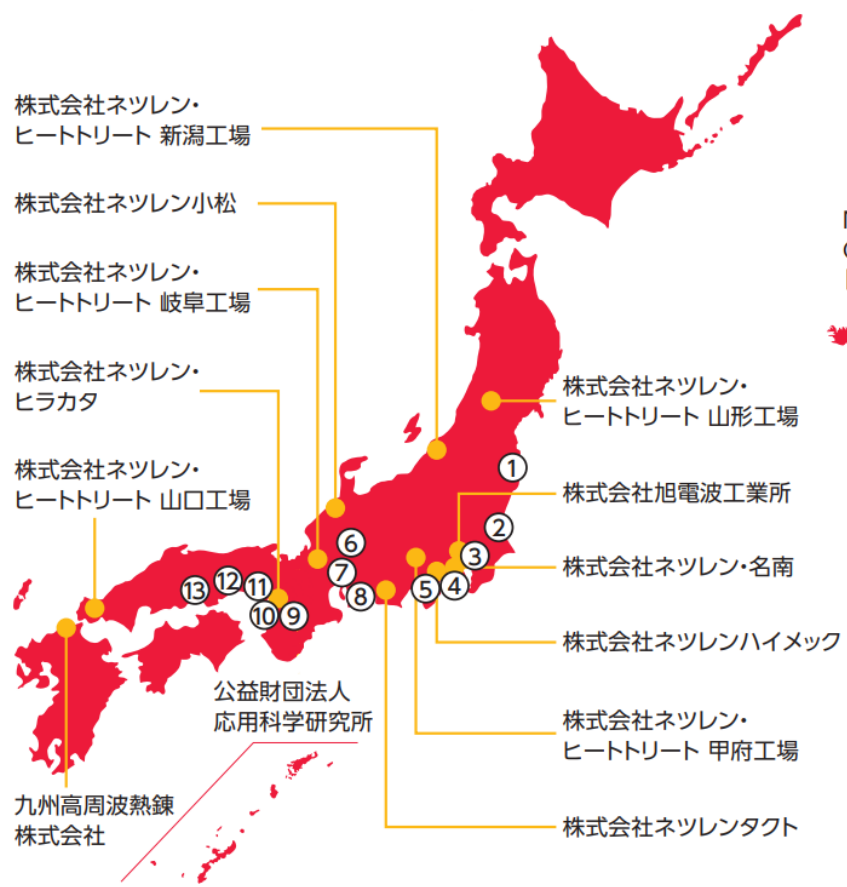 株式会社ネツレン・
ヒートトリート 新潟工場
株式会社ネツレン小松
株式会社ネツレン・
ヒートトリート 岐阜工場
株式会社ネツレン・
ヒラカタ
株式会社ネツレン・
ヒートトリート 山口工場
株式会社ネツレン・
ヒートトリート 山形工場
①
株式会社旭電波工業所
②
③
株式会社ネツレン・名南
④
⑤
⑥
⑦
⑧
⑨
⑩
⑪
⑫
⑬
株式会社ネツレンハイメック
公益財団法人
応用科学研究所
株式会社ネツレン・
ヒートトリート 甲府工場
九州高周波熱錬
株式会社
株式会社ネツレンタクト